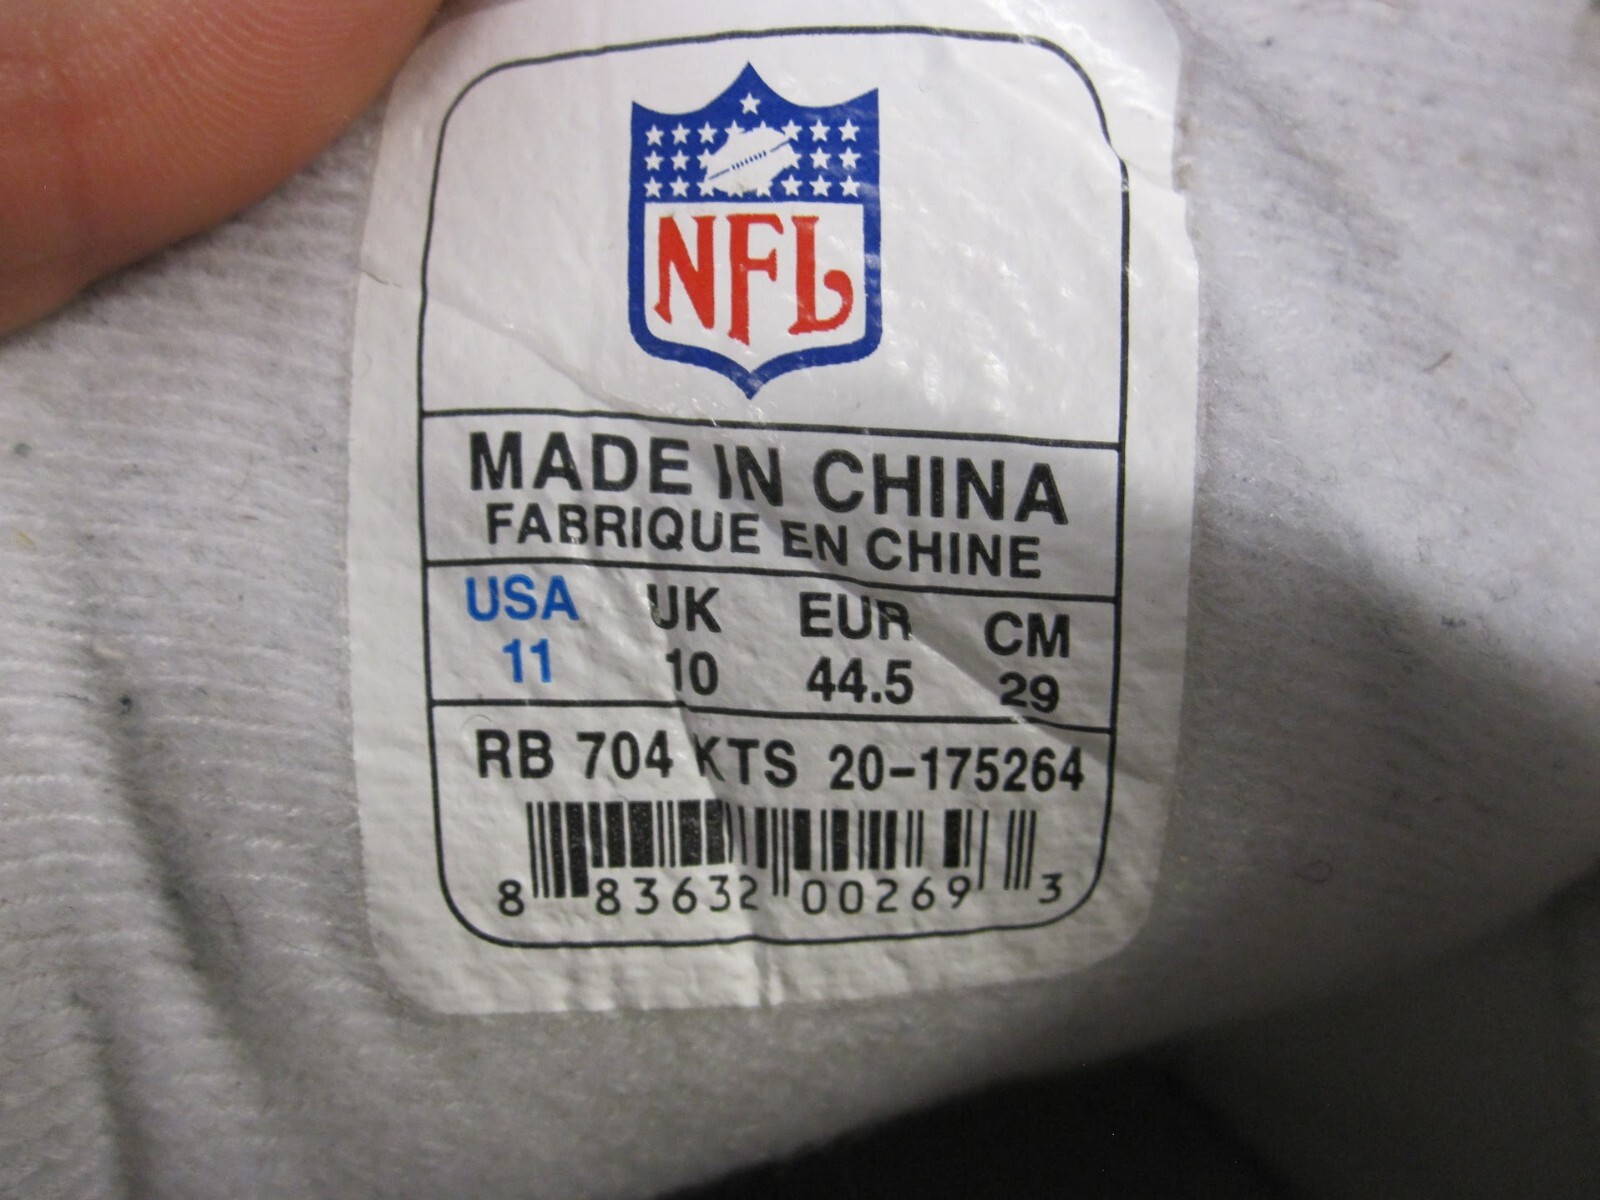 NFL
MADE IN CHINA
FABRIQUE EN CHINE
USA UK EUR CM
11 10 44.5 29
RB 704 KTS 20-175264
8 83632 00269 3